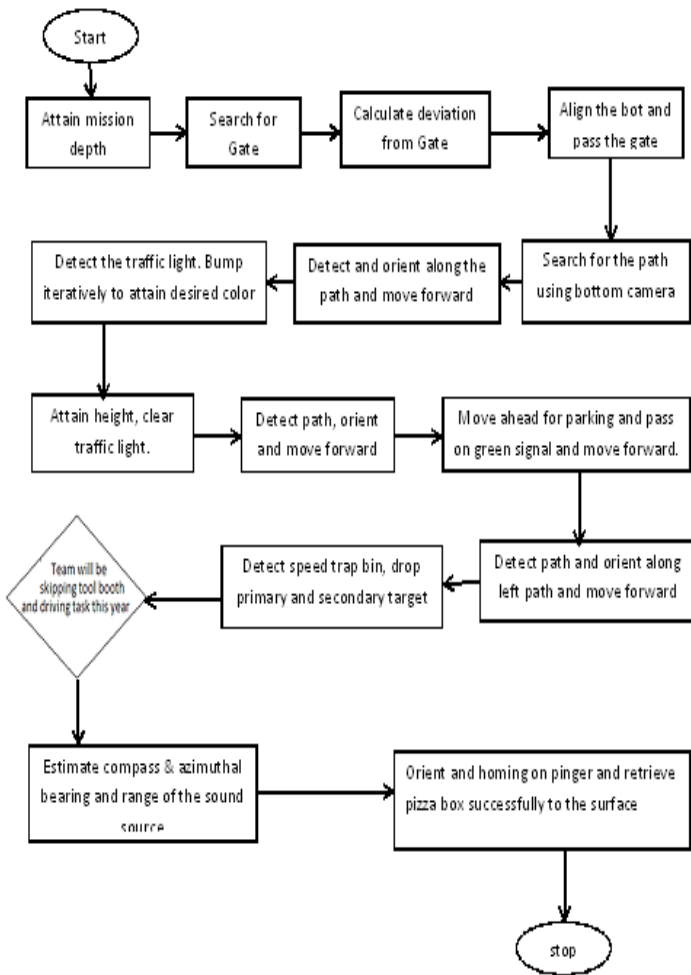 Start
Attain mission
depth
Search for
Gate
Calculate deviation
from Gate
Align the bot and
pass the gate
Search for the path
using bottom camera
Detect and orient along the
path and move forward
Detect the traffic light. Bump
iteratively to attain desired color
Attain height, clear
traffic light.
Detect path, orient
and move forward
Move ahead for parking and pass
on green signal and move forward.
Detect path and orient along
left path and move forward
Detect speed trap bin, drop
primary and secondary target
Team will be
skipping tool booth
and driving task this year
Estimate compass & azimuthal
bearing and range of the sound
source
Orient and homing on pinger and retrieve
pizza box successfully to the surface
stop